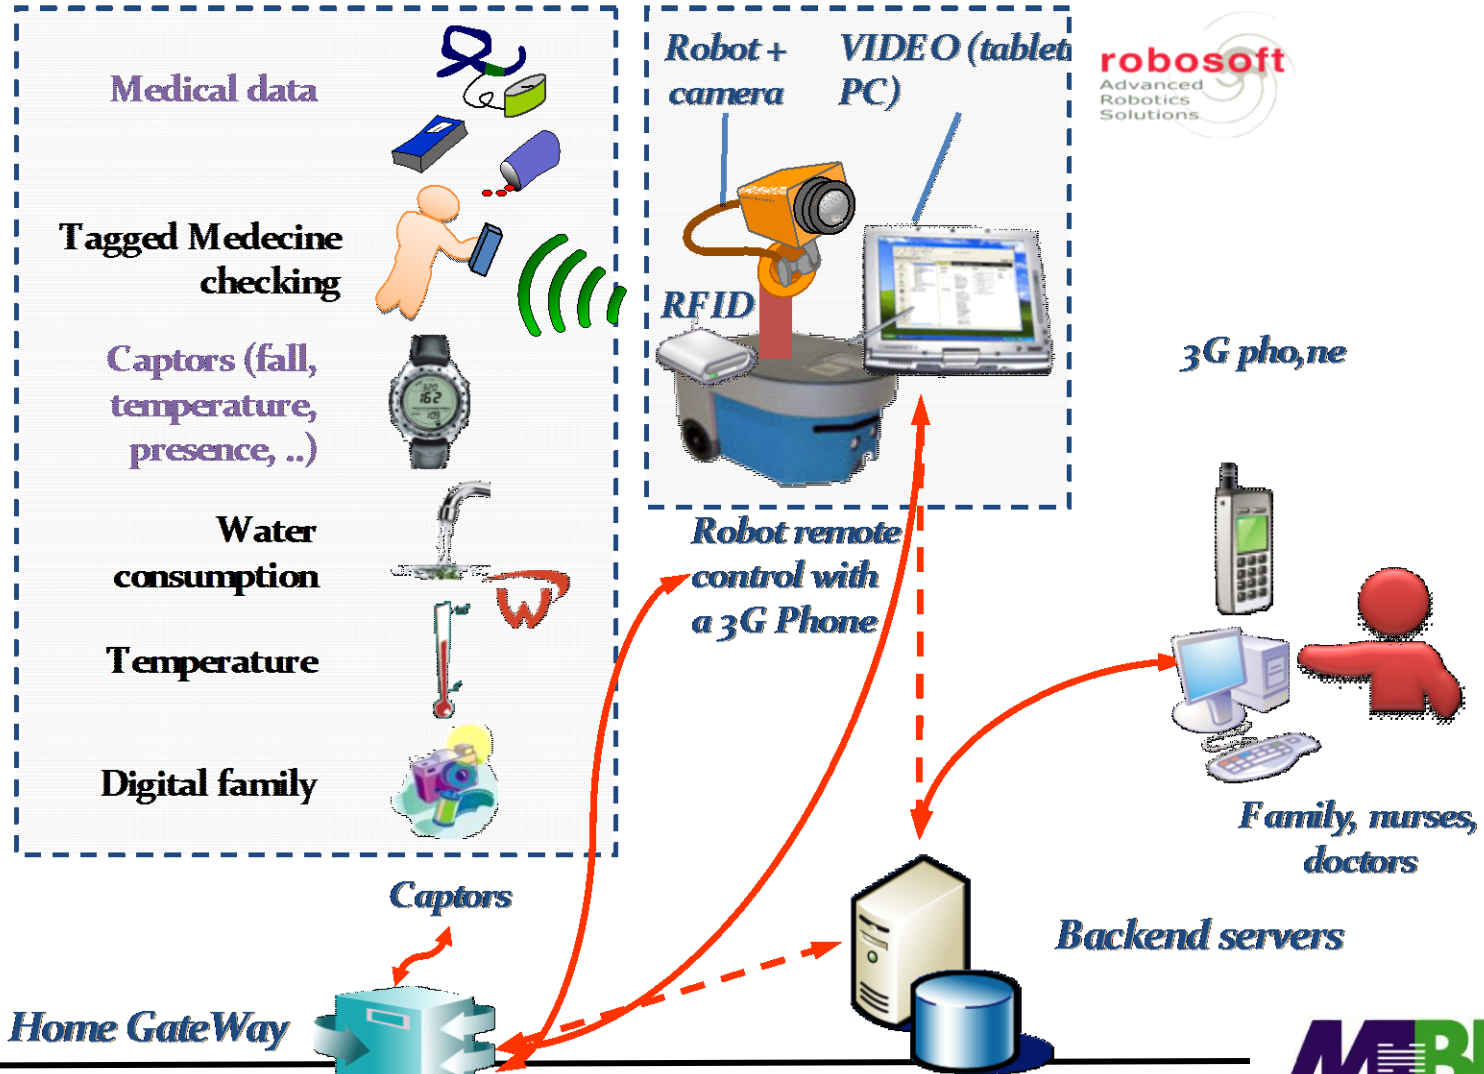 Medical data
Tagged Medecine
checking
Captors (fall,
temperature,
presence, ..)
Water
consumption
Temperature
Digital family
Robot +
camera
VIDEO (tablet
PC)
RFID
robosoft
Advanced
Robotics
Solutions
3G pho,ne
Robot remote
control with
a 3G Phone
Family, nurses,
doctors
Captors
Backend servers
Home GateWay
162
W